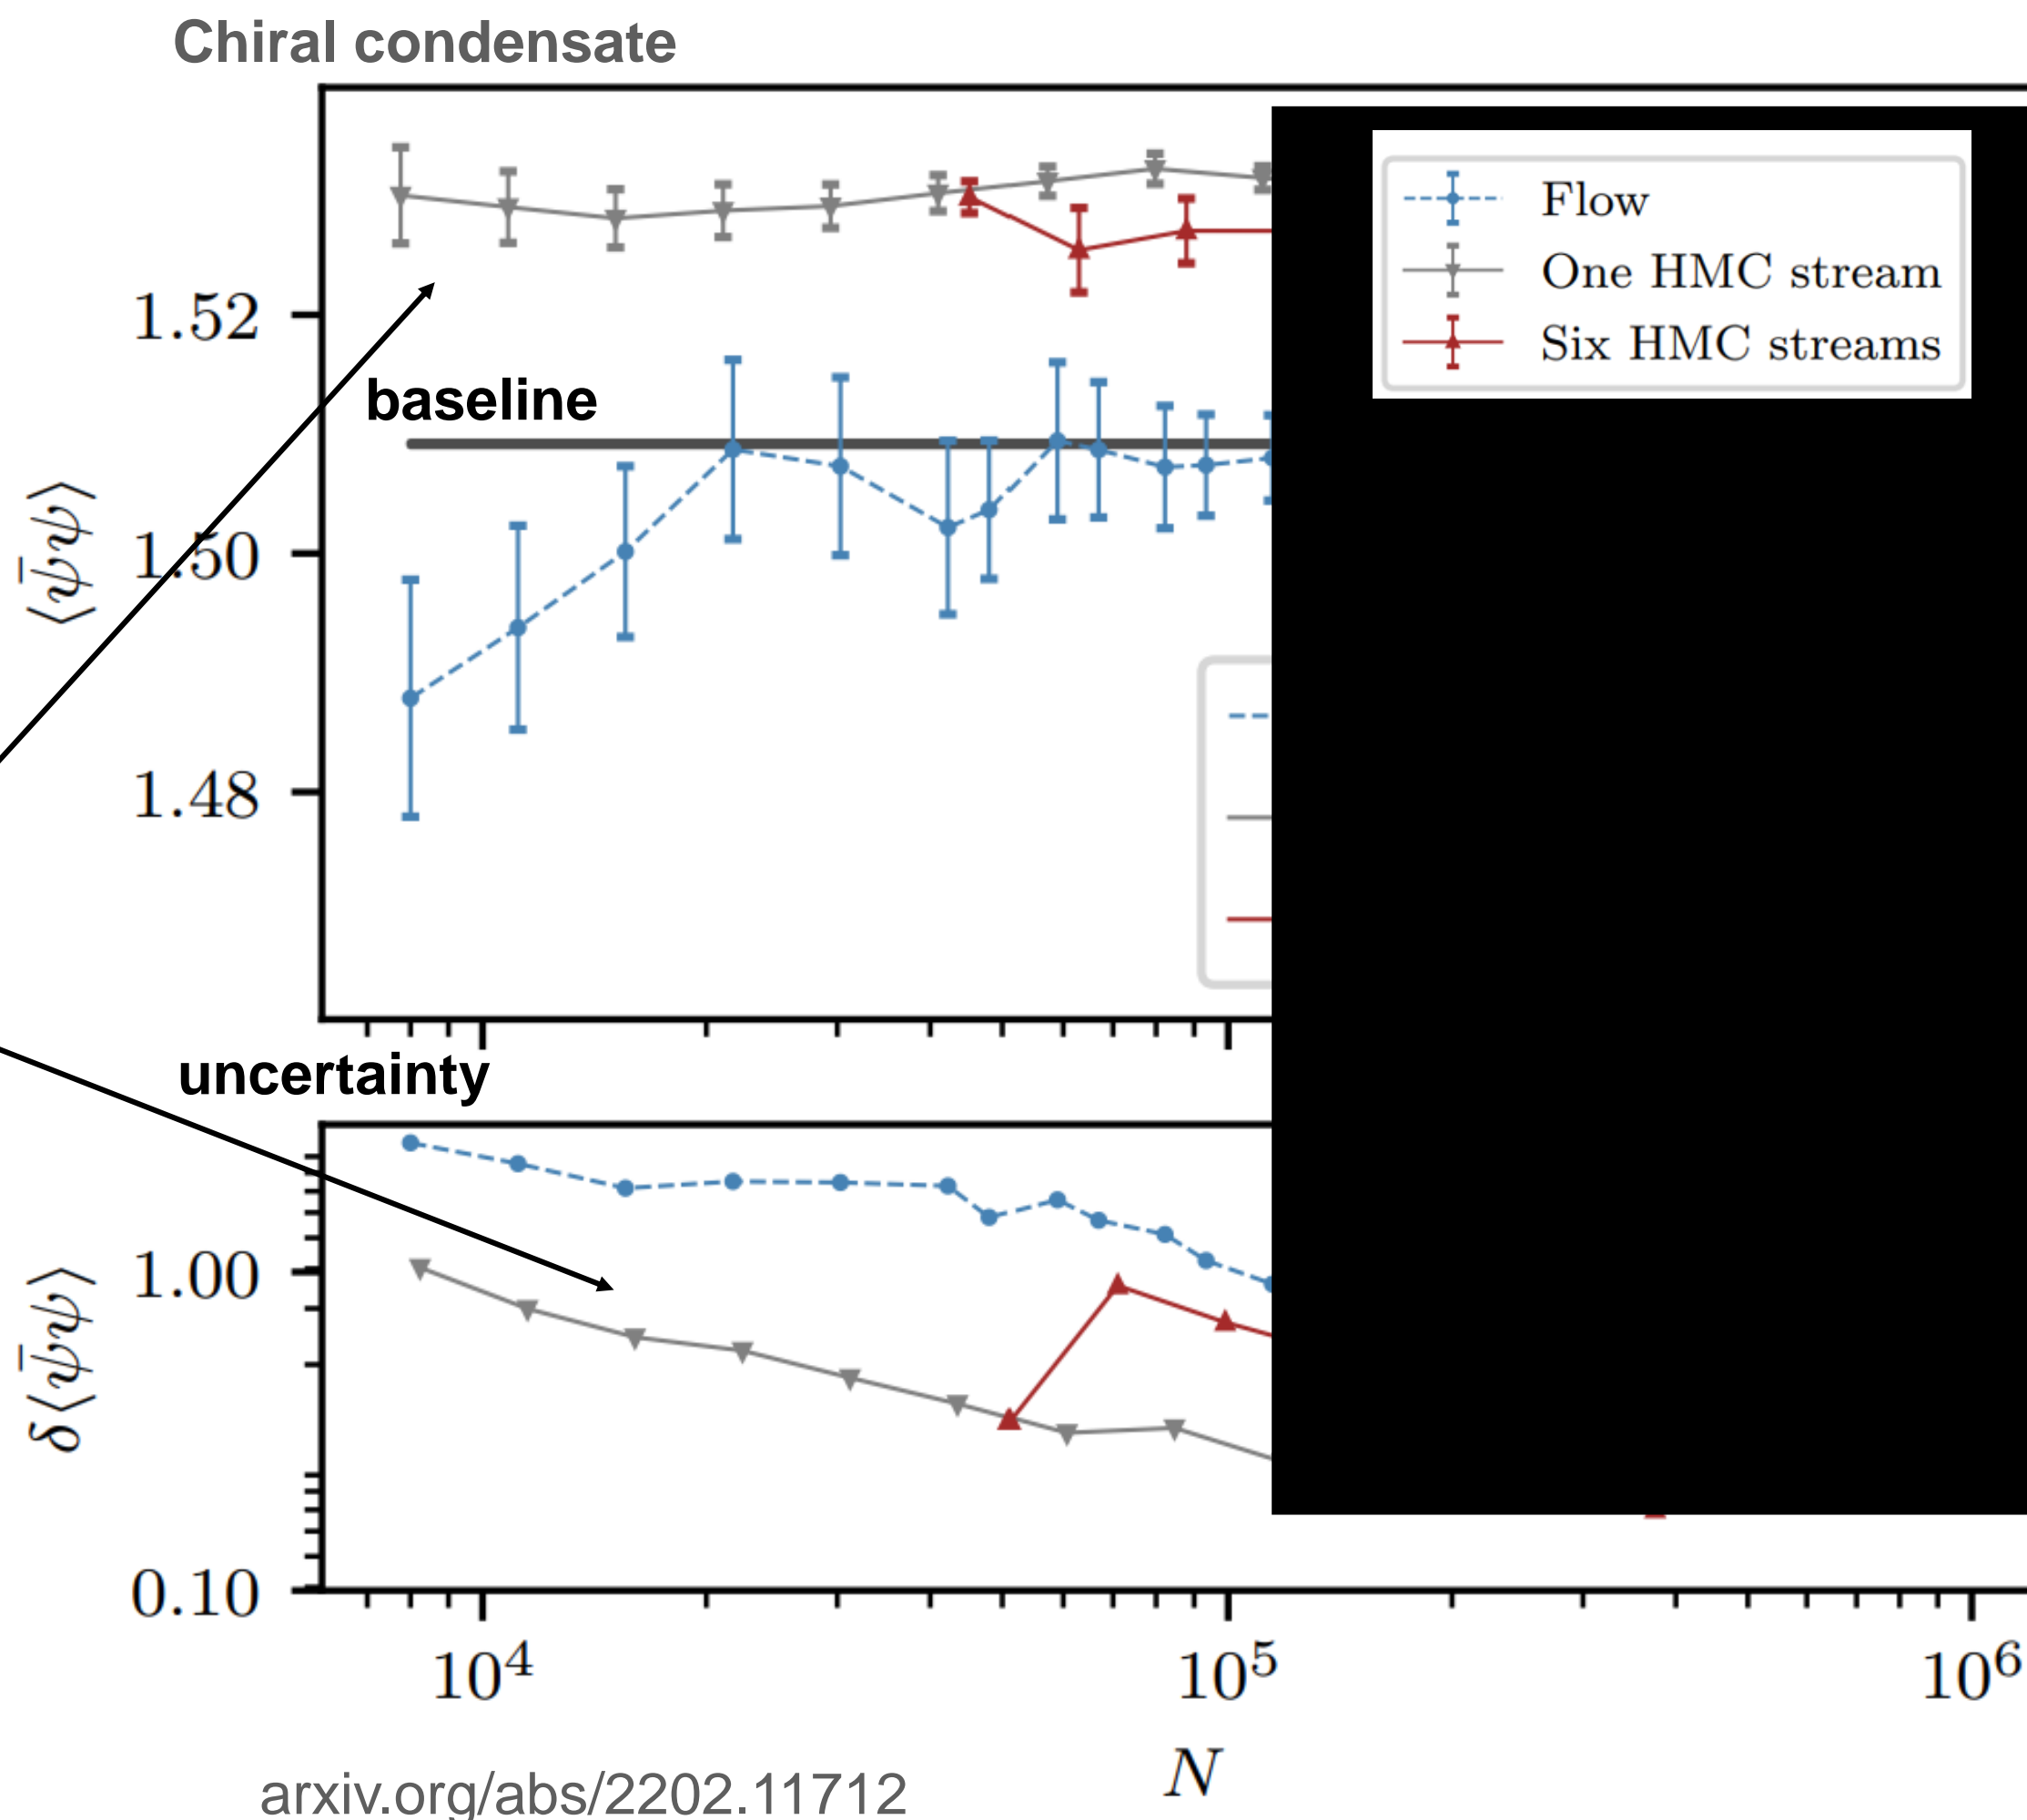 Chiral condensate
Flow
One HMC stream
Six HMC streams
1.52
baseline
⟨ψ̄ψ⟩
1.50
1.48
uncertainty
1.00
δ⟨ψ̄ψ⟩
0.10
10⁴ 10⁵ 10⁶
N
arxiv.org/abs/2202.11712